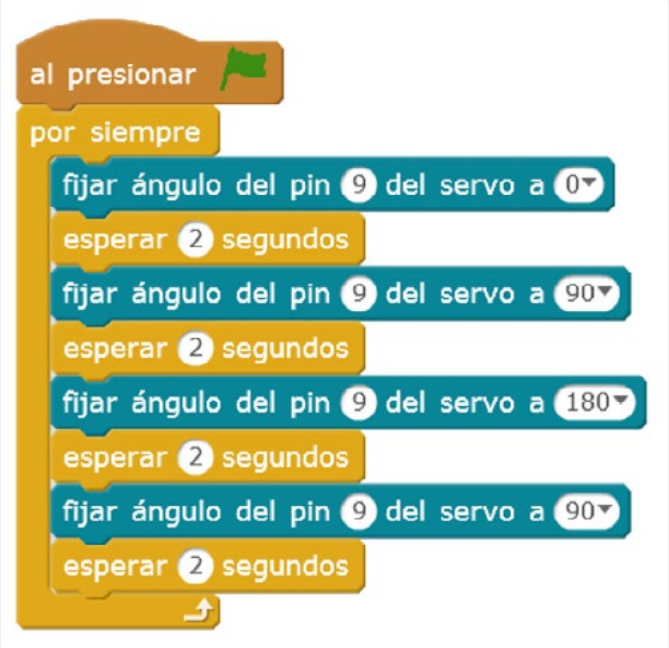 al presionar
por siempre
fijar ángulo del pin 9 del servo a 0
esperar 2 segundos
fijar ángulo del pin 9 del servo a 90
esperar 2 segundos
fijar ángulo del pin 9 del servo a 180
esperar 2 segundos
fijar ángulo del pin 9 del servo a 90
esperar 2 segundos